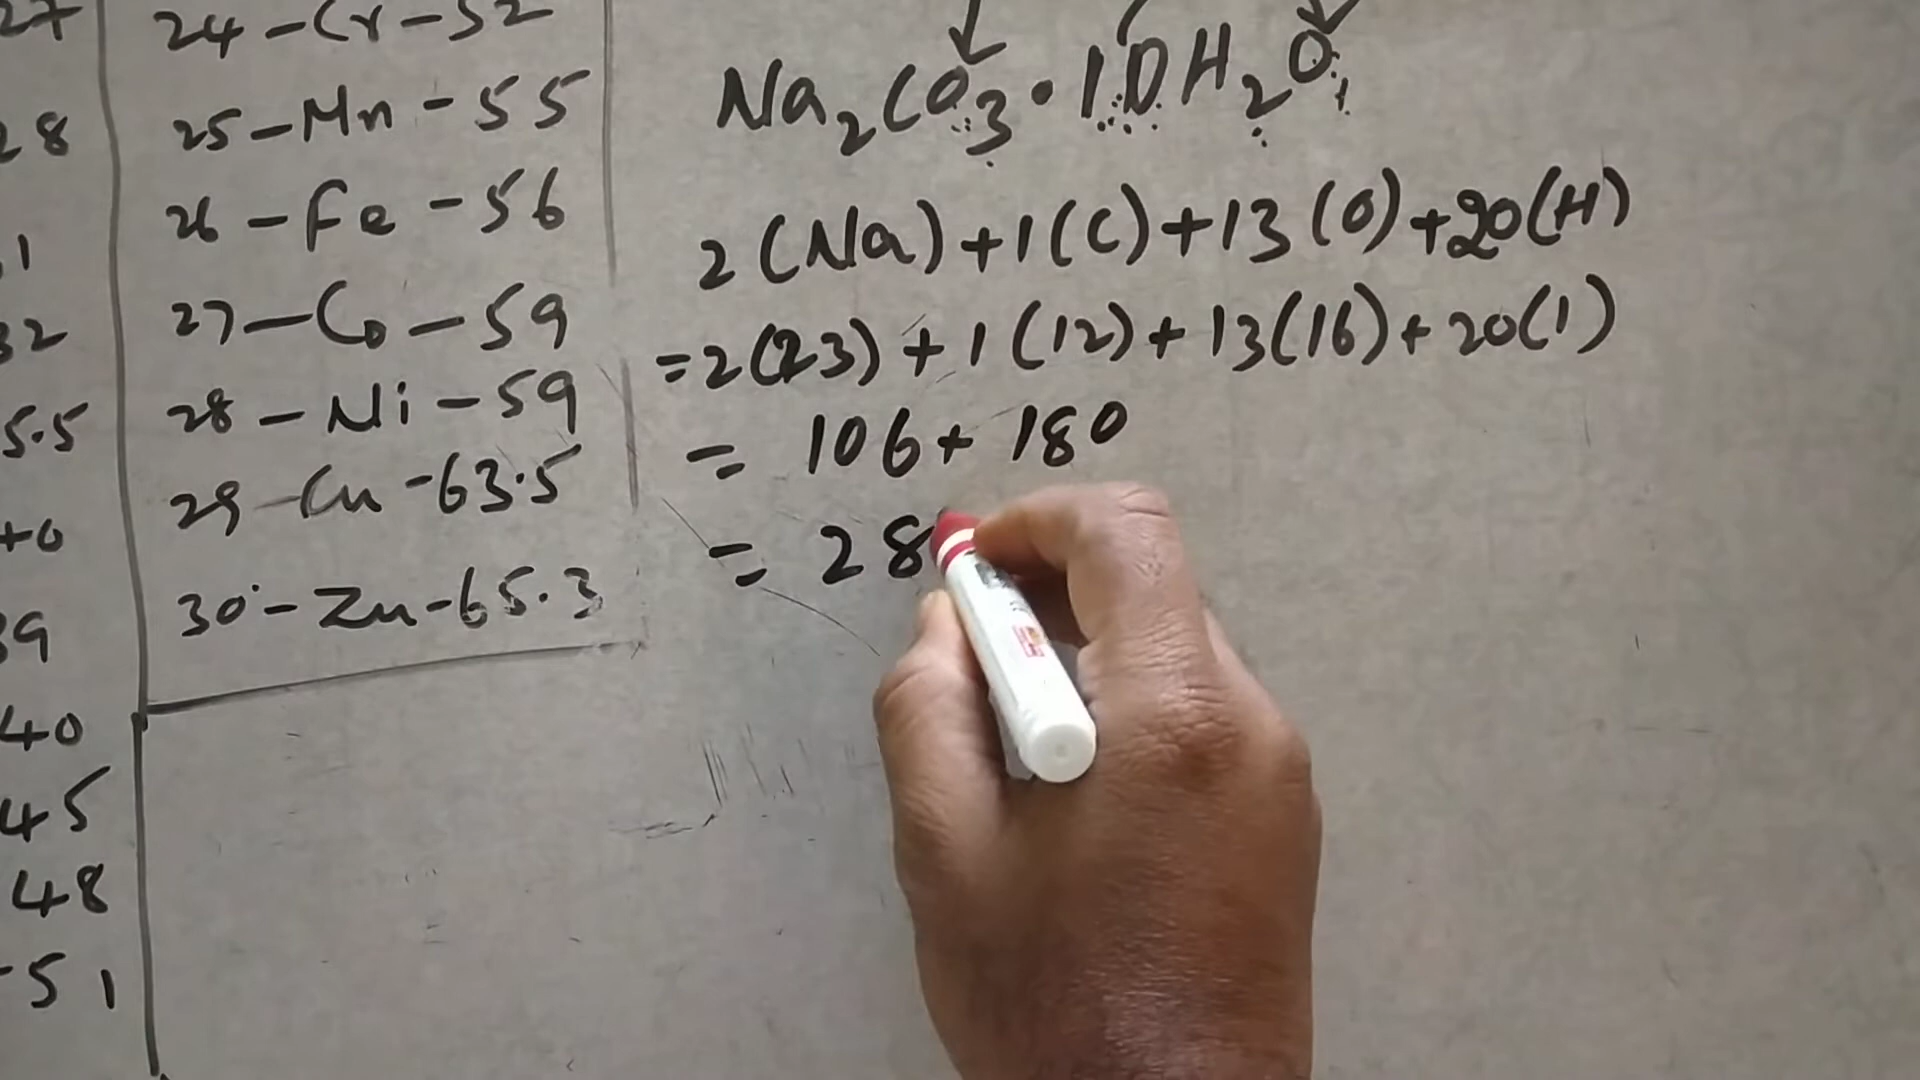 27
28
1
32
5.5
40
39
40
45
48
-51
24-Cr-52
25-Mn-55
26-Fe-56
27-Co-59
28-Ni-59
29-Cu-63.5
30-Zn-65.3
Na₂CO₃·10H₂O
2(Na)+1(C)+13(O)+20(H)
=2(23)+1(12)+13(16)+20(1)
= 106+180
= 28